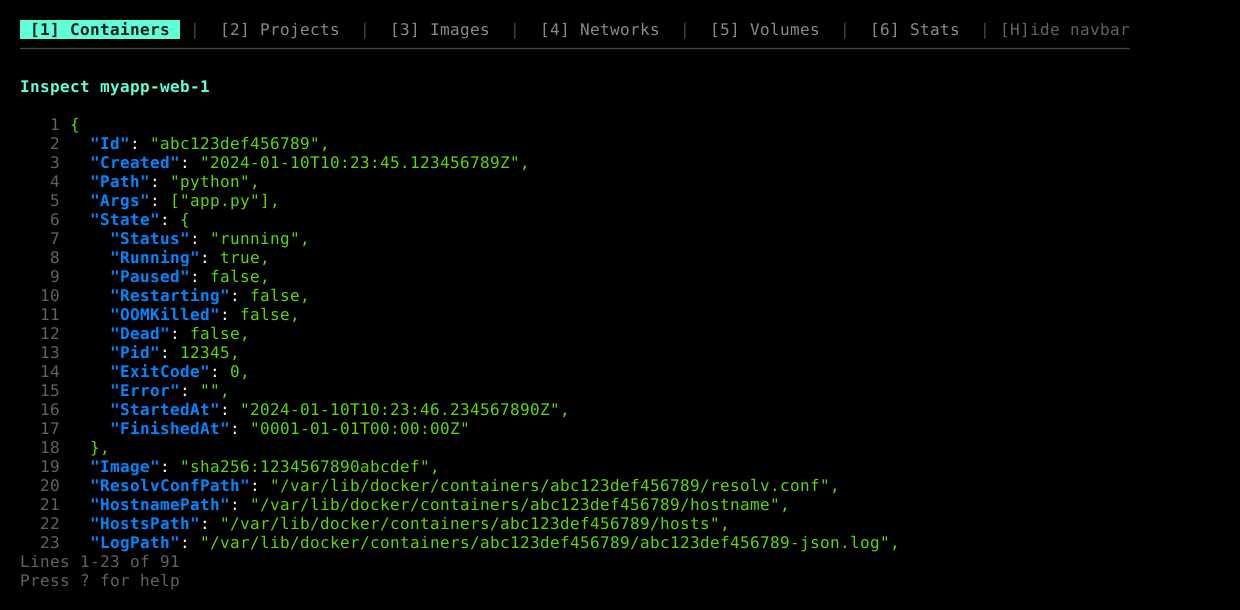 [1] Containers | [2] Projects | [3] Images | [4] Networks | [5] Volumes | [6] Stats | [H]ide navbar
Inspect myapp-web-1
1 {
2   "Id": "abc123def456789",
3   "Created": "2024-01-10T10:23:45.123456789Z",
4   "Path": "python",
5   "Args": ["app.py"],
6   "State": {
7     "Status": "running",
8     "Running": true,
9     "Paused": false,
10     "Restarting": false,
11     "OOMKilled": false,
12     "Dead": false,
13     "Pid": 12345,
14     "ExitCode": 0,
15     "Error": "",
16     "StartedAt": "2024-01-10T10:23:46.234567890Z",
17     "FinishedAt": "0001-01-01T00:00:00Z"
18   },
19   "Image": "sha256:1234567890abcdef",
20   "ResolvConfPath": "/var/lib/docker/containers/abc123def456789/resolv.conf",
21   "HostnamePath": "/var/lib/docker/containers/abc123def456789/hostname",
22   "HostsPath": "/var/lib/docker/containers/abc123def456789/hosts",
23   "LogPath": "/var/lib/docker/containers/abc123def456789/abc123def456789-json.log",
Lines 1-23 of 91
Press ? for help